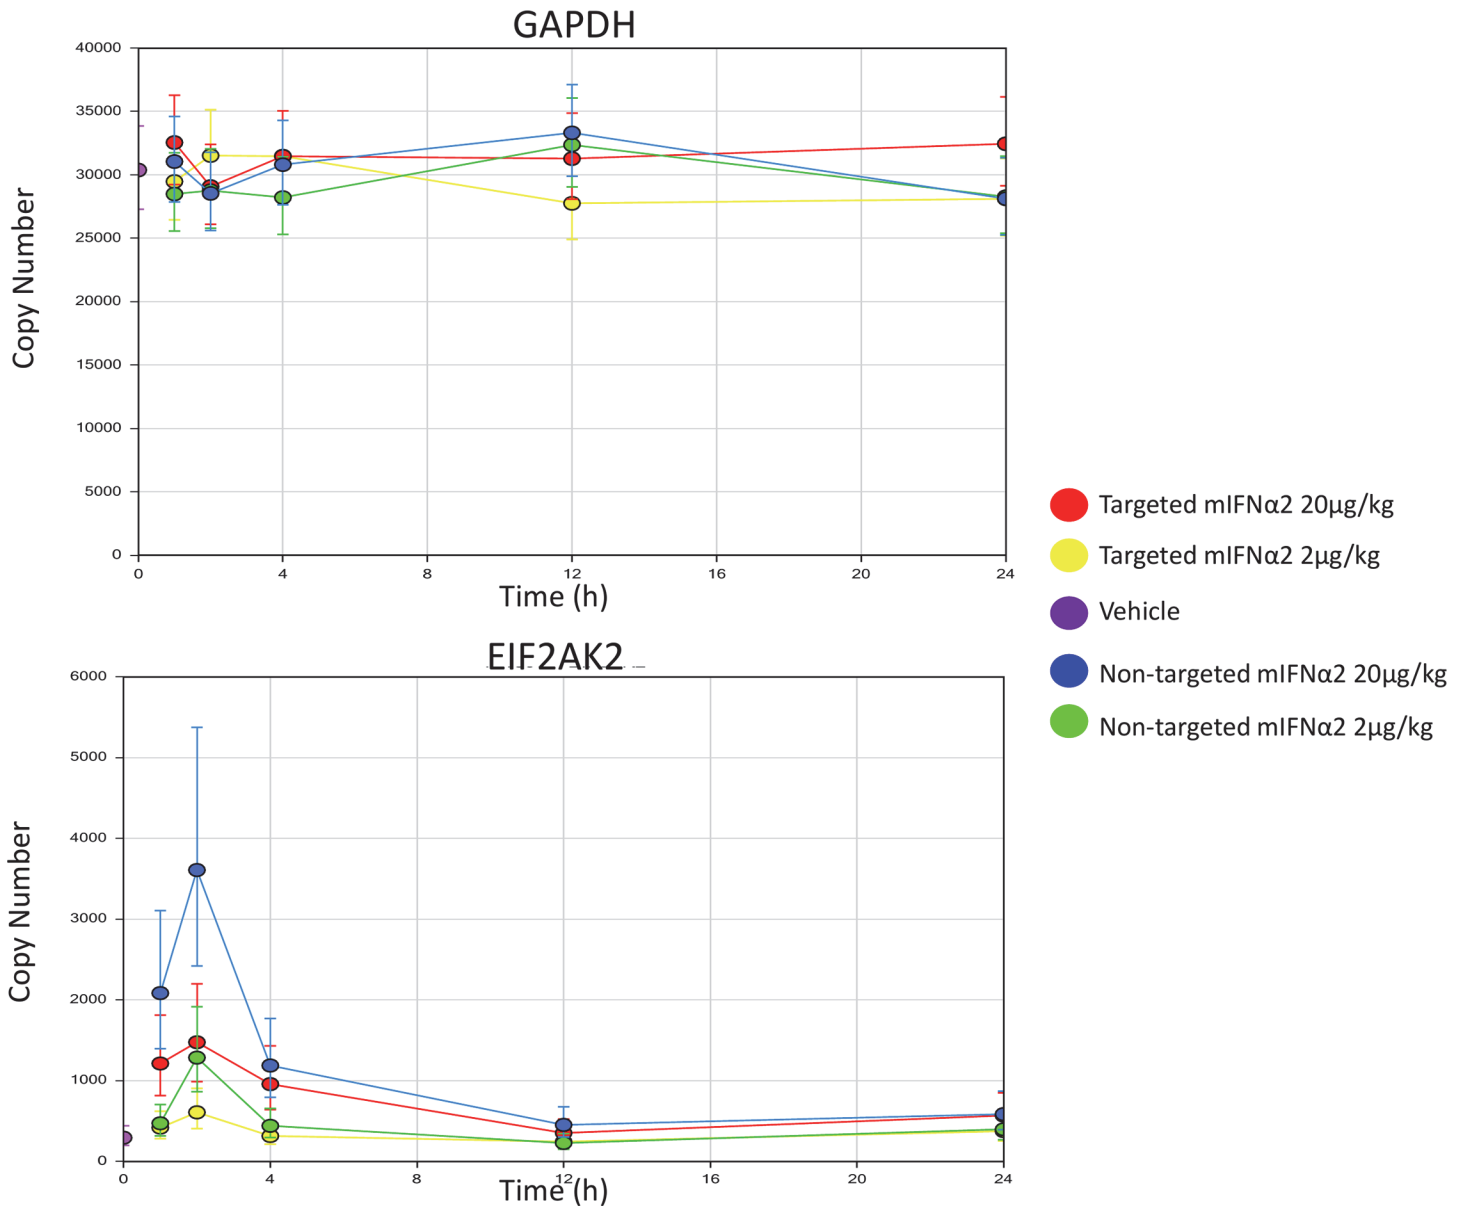 GAPDH
40000
35000
30000
25000
20000
15000
10000
5000
0
Copy Number
0 4 8 12 16 20 24
Time (h)
EIF2AK2
6000
5000
4000
3000
2000
1000
0
Copy Number
0 4 8 12 16 20 24
Time (h)
Targeted mIFNα2 20µg/kg
Targeted mIFNα2 2µg/kg
Vehicle
Non-targeted mIFNα2 20µg/kg
Non-targeted mIFNα2 2µg/kg